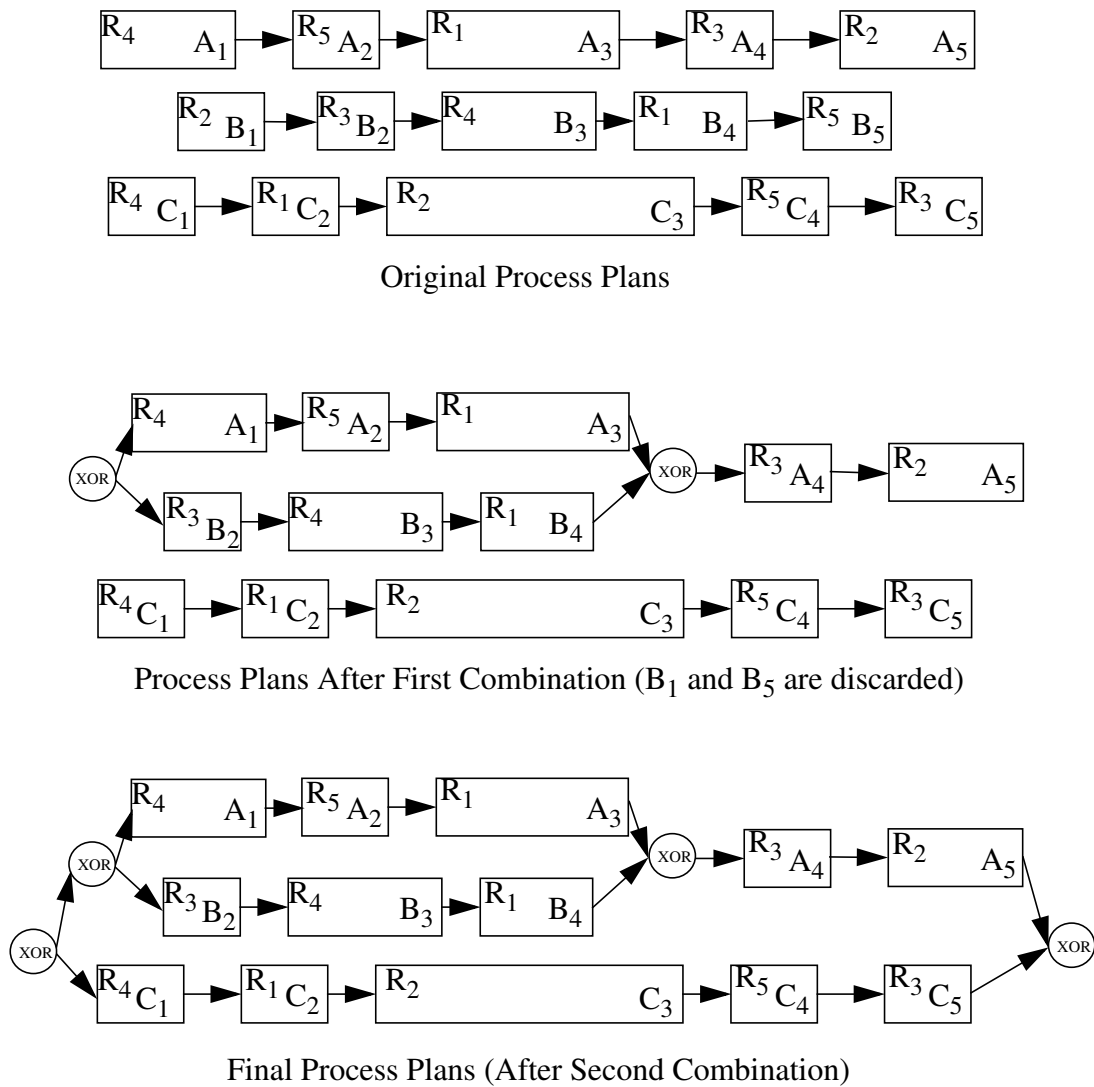 R4 A1 R5 A2 R1 A3 R3 A4 R2 A5
R2 B1 R3 B2 R4 B3 R1 B4 R5 B5
R4 C1 R1 C2 R2 C3 R5 C4 R3 C5
Original Process Plans
R4 A1 R5 A2 R1 A3
XOR XOR R3 A4 R2 A5
R3 B2 R4 B3 R1 B4
R4 C1 R1 C2 R2 C3 R5 C4 R3 C5
Process Plans After First Combination (B1 and B5 are discarded)
R4 A1 R5 A2 R1 A3
XOR XOR R3 A4 R2 A5
R3 B2 R4 B3 R1 B4
XOR XOR
R4 C1 R1 C2 R2 C3 R5 C4 R3 C5
Final Process Plans (After Second Combination)